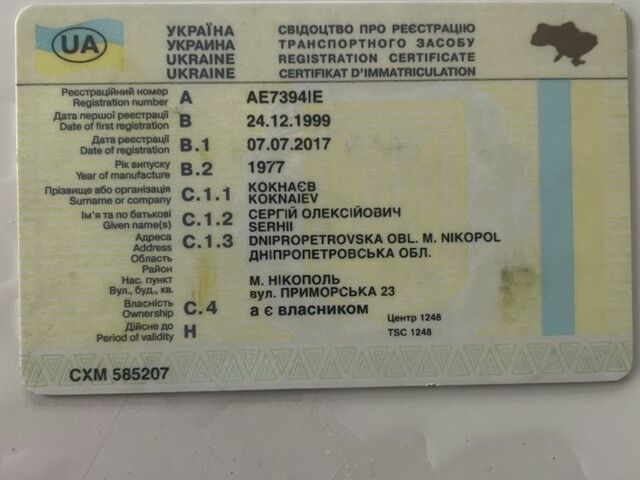 UA
УКРАЇНА СВІДОЦТВО ПРО РЕЄСТРАЦІЮ
УКРАИНА ТРАНСПОРТНОГО ЗАСОБУ
UKRAINE REGISTRATION CERTIFICATE
UKRAINE CERTIFIKAT D'IMMATRICULATION
Реєстраційний номер
Registration number A AE7394IE
Дата першої реєстрації
Date of first registration B 24.12.1999
Дата реєстрації
Date of registration B.1 07.07.2017
Рік випуску
Year of manufacture B.2 1977
Прізвище або організація C.1.1 КОКНАЄВ
Surname or company KOKNAIEV
Ім'я та по батькові C.1.2 СЕРГІЙ ОЛЕКСІЙОВИЧ
Given name(s) SERHII
Адреса C.1.3 DNIPROPETROVSKA OBL. M. NIKOPOL
Address ДНІПРОПЕТРОВСЬКА ОБЛ.
Область
Район
Нас. пункт М. НІКОПОЛЬ
Вул., буд., кв. вул. ПРИМОРСЬКА 23
Власність C.4 а є власником Центр 1248
Ownership
Дійсне до H TSC 1248
Period of validity
СХМ 585207